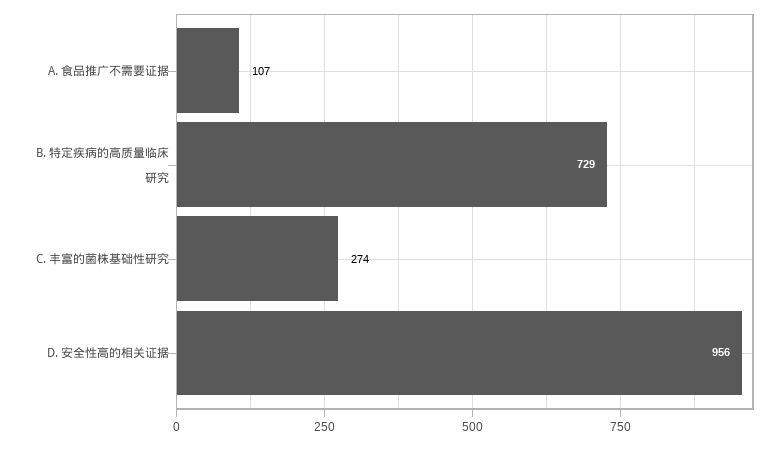 A. 食品推广不需要证据
107
B. 特定疾病的高质量临床
研究
729
C. 丰富的菌株基础性研究
274
D. 安全性高的相关证据
956
0 250 500 750